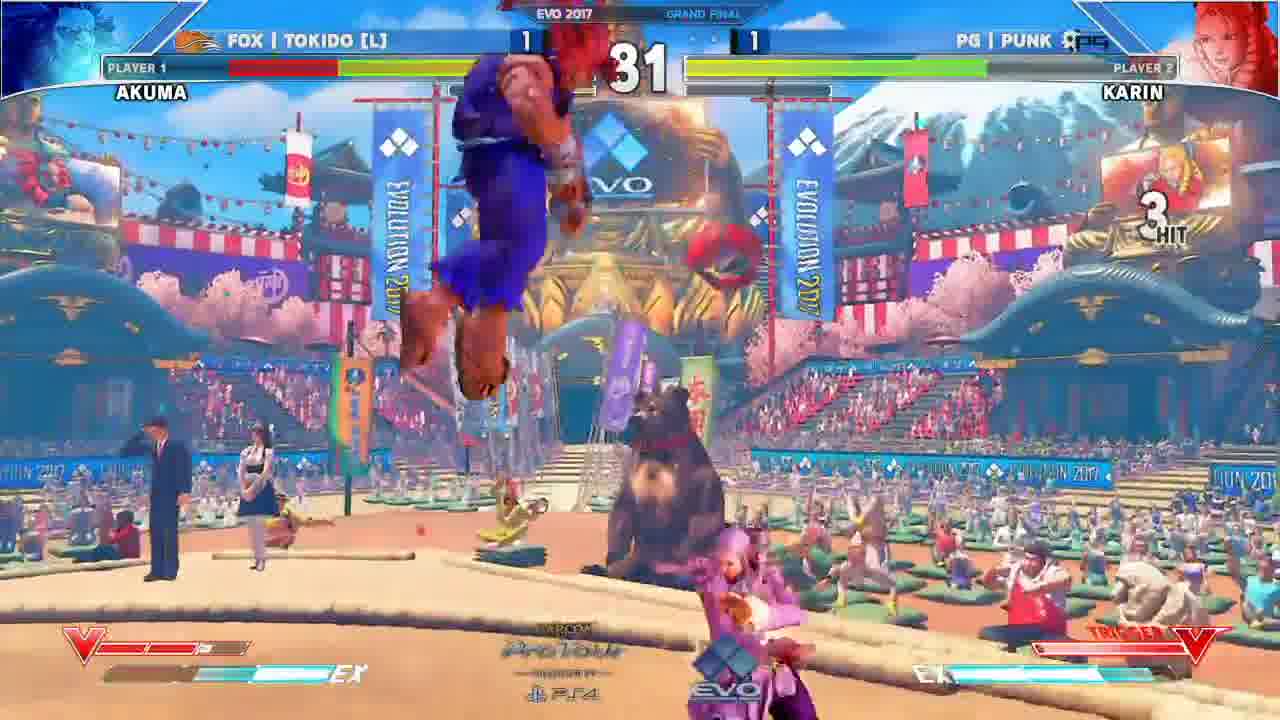 EVO 2017
GRAND FINAL
FOX | TOKIDO [L]
1
31
1
PG | PUNK
PLAYER 1
PLAYER 2
AKUMA
KARIN
EVO
EVOLUTION 2017
EVOLUTION 2017
3
HIT
TRIGGER
V
V
EX
EX
CAPCOM
Pro Tour
PS4
EVO